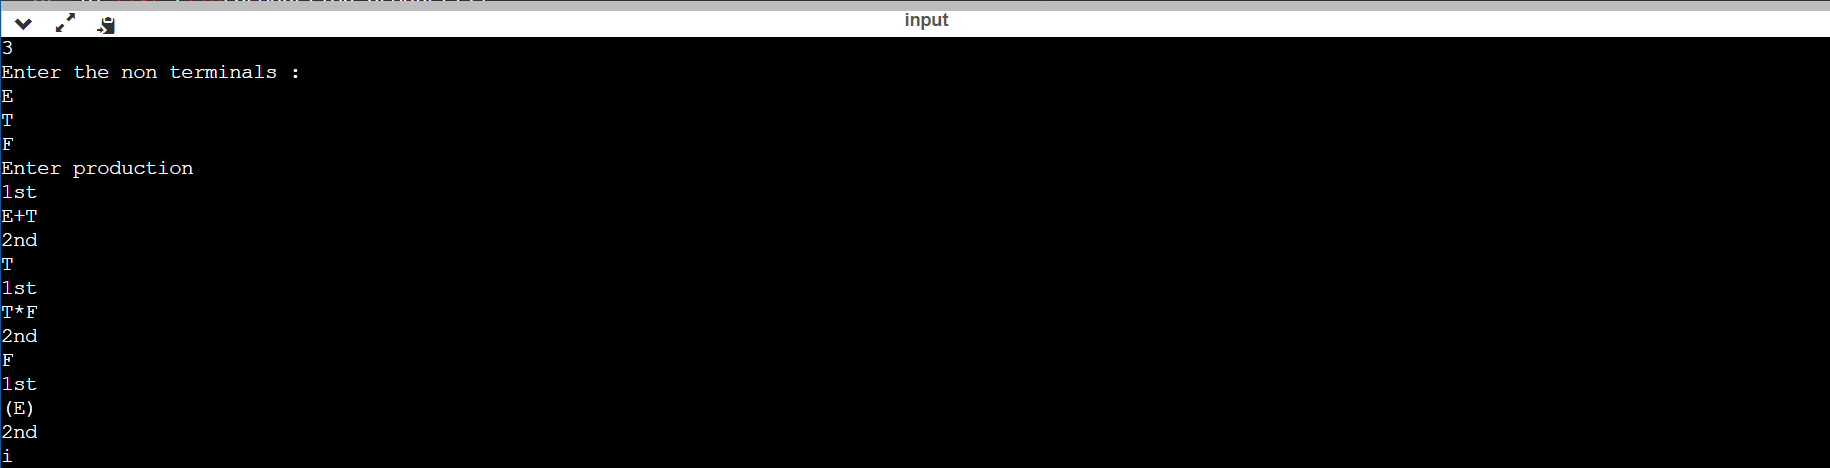 input
3
Enter the non terminals :
E
T
F
Enter production
1st
E+T
2nd
T
1st
T*F
2nd
F
1st
(E)
2nd
i